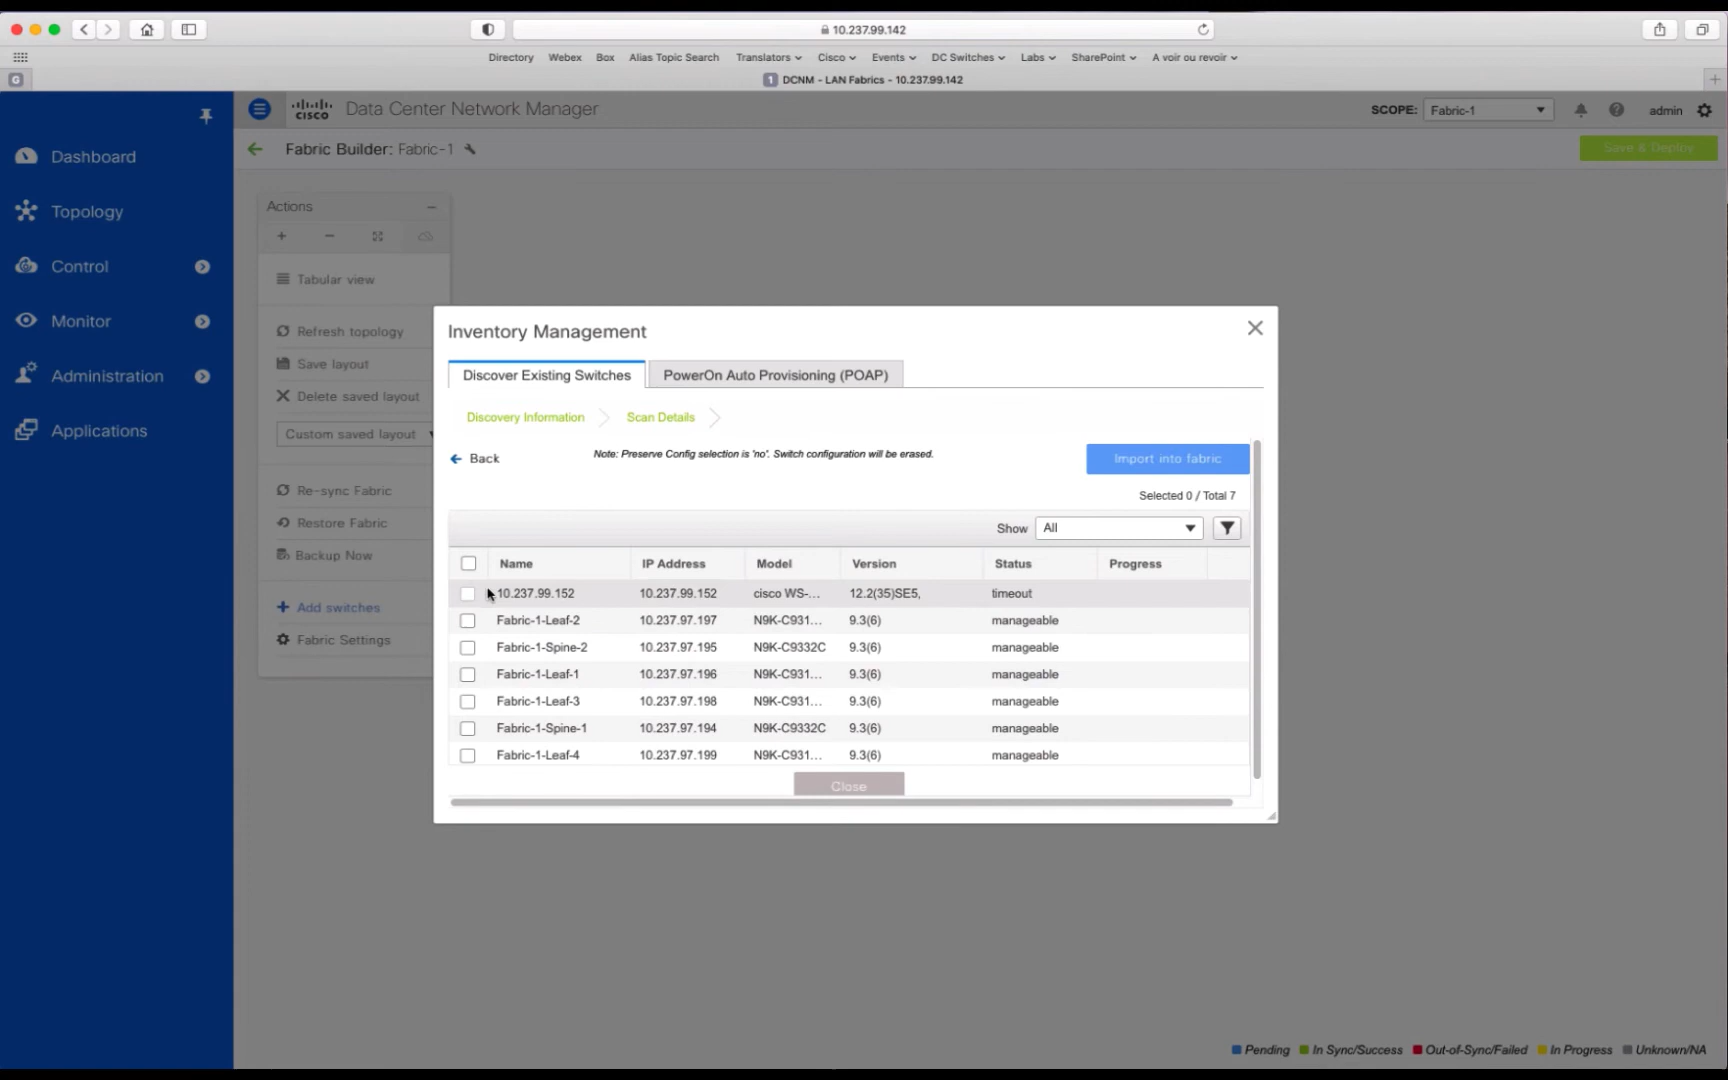 10.237.99.142
Directory Webex Box Alias Topic Search Translators Cisco Events DC Switches Labs SharePoint A voir ou revoir
G 1 DCNM - LAN Fabrics - 10.237.99.142
cisco Data Center Network Manager SCOPE: Fabric-1 admin
Fabric Builder: Fabric-1 Save & Deploy
Dashboard
Topology
Control
Monitor
Administration
Applications
Actions
Tabular view
Refresh topology
Save layout
Delete saved layout
Custom saved layout
Re-sync Fabric
Restore Fabric
Backup Now
Add switches
Fabric Settings
Inventory Management
Discover Existing Switches PowerOn Auto Provisioning (POAP)
Discovery Information Scan Details
Back Note: Preserve Config selection is 'no'. Switch configuration will be erased. Import into fabric
Selected 0 / Total 7
Show All
Name IP Address Model Version Status Progress
10.237.99.152 10.237.99.152 cisco WS-... 12.2(35)SE5, timeout
Fabric-1-Leaf-2 10.237.97.197 N9K-C931... 9.3(6) manageable
Fabric-1-Spine-2 10.237.97.195 N9K-C9332C 9.3(6) manageable
Fabric-1-Leaf-1 10.237.97.196 N9K-C931... 9.3(6) manageable
Fabric-1-Leaf-3 10.237.97.198 N9K-C931... 9.3(6) manageable
Fabric-1-Spine-1 10.237.97.194 N9K-C9332C 9.3(6) manageable
Fabric-1-Leaf-4 10.237.97.199 N9K-C931... 9.3(6) manageable
Close
Pending In Sync/Success Out-of-Sync/Failed In Progress Unknown/NA